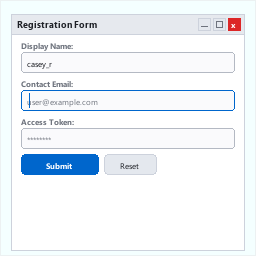 Registration Form
Display Name:
casey_r
Contact Email:
user@example.com
Access Token:
********
Submit
Reset